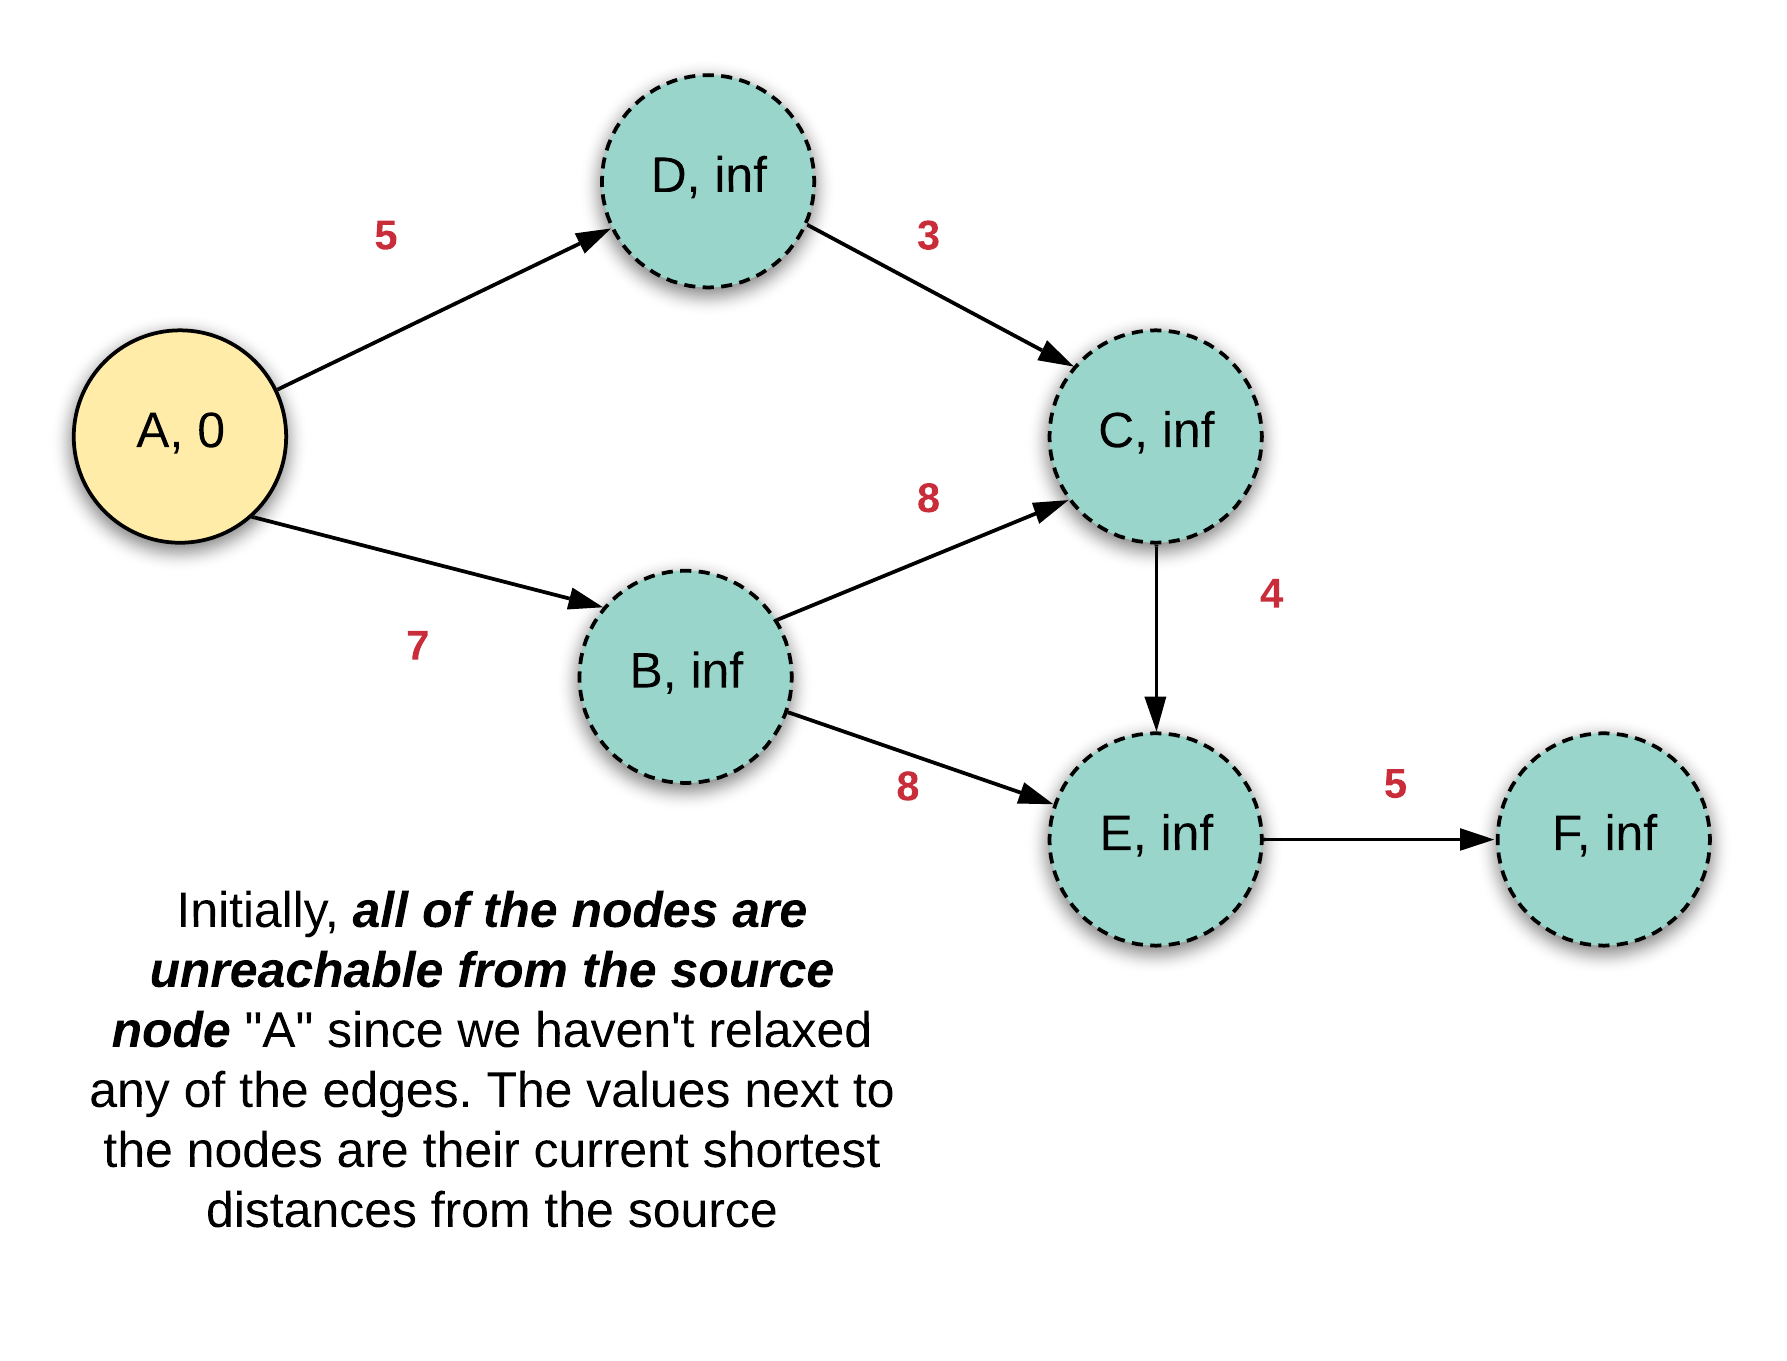 D, inf
5
3
A, 0
C, inf
8
4
7
B, inf
8
5
E, inf
F, inf
Initially, all of the nodes are
unreachable from the source
node "A" since we haven't relaxed
any of the edges. The values next to
the nodes are their current shortest
distances from the source